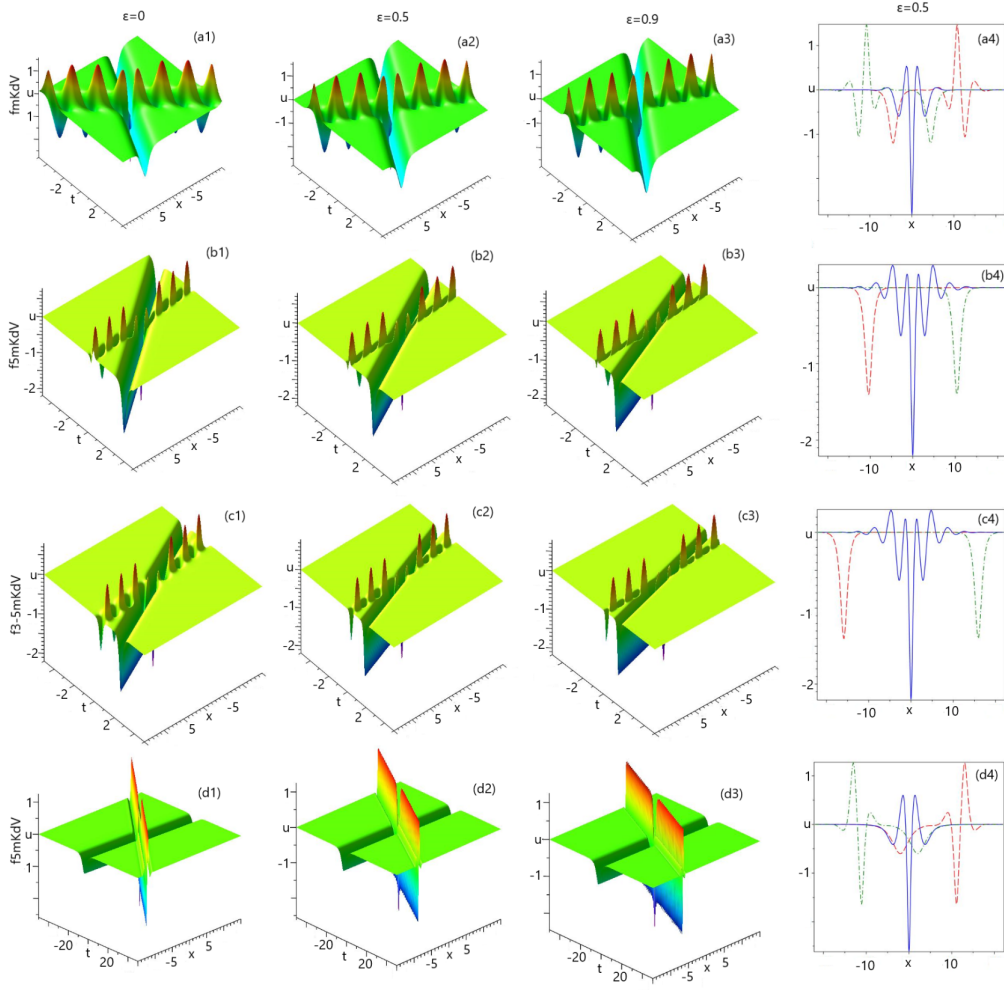 ε=0 ε=0.5 ε=0.9 ε=0.5
(a1) (a2) (a3) (a4)
fmKdV
1 u 1
1 u -1
1 u -1
1 u -1
-2 t 2 5 x -5
-2 t 2 5 x -5
-2 t 2 5 x -5
-10 x 10
(b1) (b2) (b3) (b4)
f5mKdV
u -1 -2
u -1 -2
u -1 -2
u -1 -2
-2 t 2 5 x -5
-2 t 2 5 x -5
-2 t 2 5 x -5
-10 x 10
(c1) (c2) (c3) (c4)
f3-5mKdV
u -1 -2
u -1 -2
u -1 -2
u -1 -2
-2 t 2 5 x -5
-2 t 2 5 x -5
-2 t 2 5 x -5
-10 x 10
(d1) (d2) (d3) (d4)
f5mKdV
1 u 1
1 u -1
1 u -1
1 u -1
-20 t 20 -5 x 5
-20 t 20 -5 x 5
-20 t 20 -5 x 5
-10 x 10